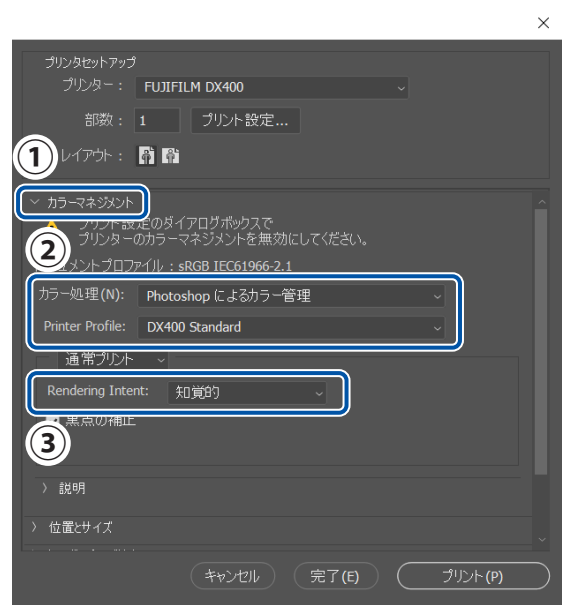 プリンタセットアップ
プリンター： FUJIFILM DX400
部数： 1 プリント設定...
① レイアウト：
カラーマネジメント
プリント設定のダイアログボックスで
② プリンターのカラーマネジメントを無効にしてください。
ドキュメントプロファイル：sRGB IEC61966-2.1
カラー処理(N): Photoshop によるカラー管理
Printer Profile: DX400 Standard
通常プリント
Rendering Intent: 知覚的
③ 黒点の補正
説明
位置とサイズ
キャンセル 完了(E) プリント(P)